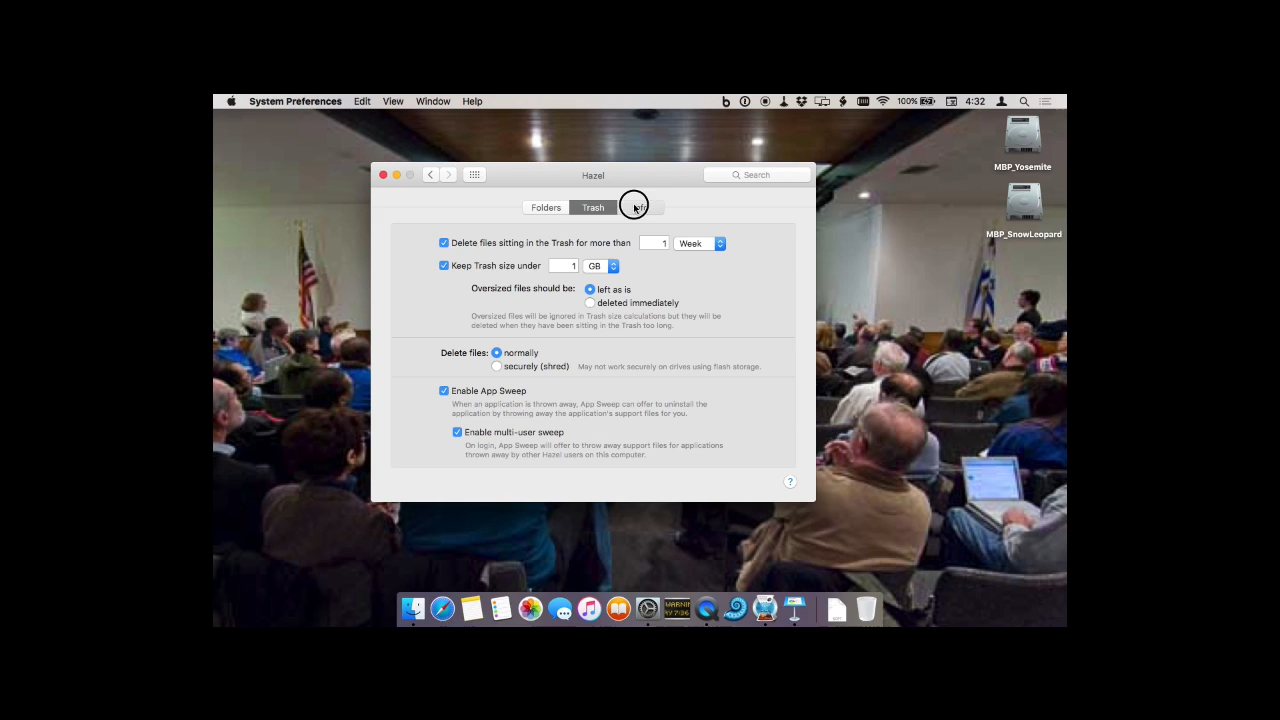 System Preferences Edit View Window Help 100% 4:32
MBP_Yosemite
Hazel
Search
MBP_SnowLeopard
Folders Trash
Delete files sitting in the Trash for more than 1 Week
Keep Trash size under 1 GB
Oversized files should be: left as is
deleted immediately
Oversized files will be ignored in Trash size calculations but they will be
deleted when they have been sitting in the Trash too long.
Delete files: normally
securely (shred) May not work securely on drives using flash storage.
Enable App Sweep
When an application is thrown away, App Sweep can offer to uninstall the
application by throwing away the application's support files for you.
Enable multi-user sweep
On login, App Sweep will offer to throw away support files for applications
thrown away by other Hazel users on this computer.
?